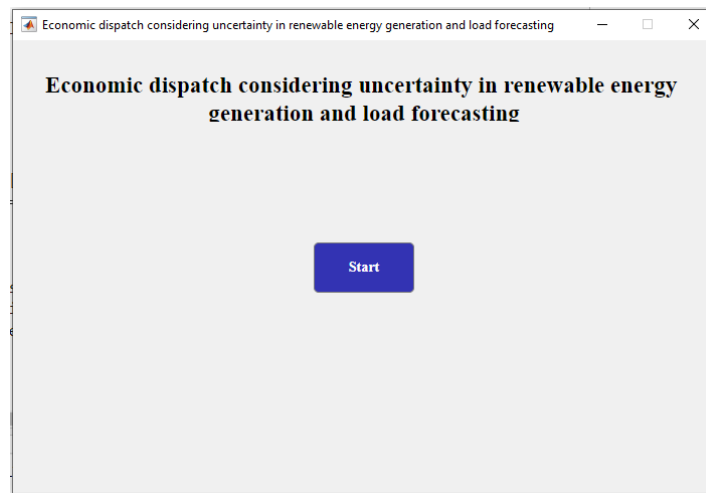 Economic dispatch considering uncertainty in renewable energy generation and load forecasting
Economic dispatch considering uncertainty in renewable energy
generation and load forecasting
Start